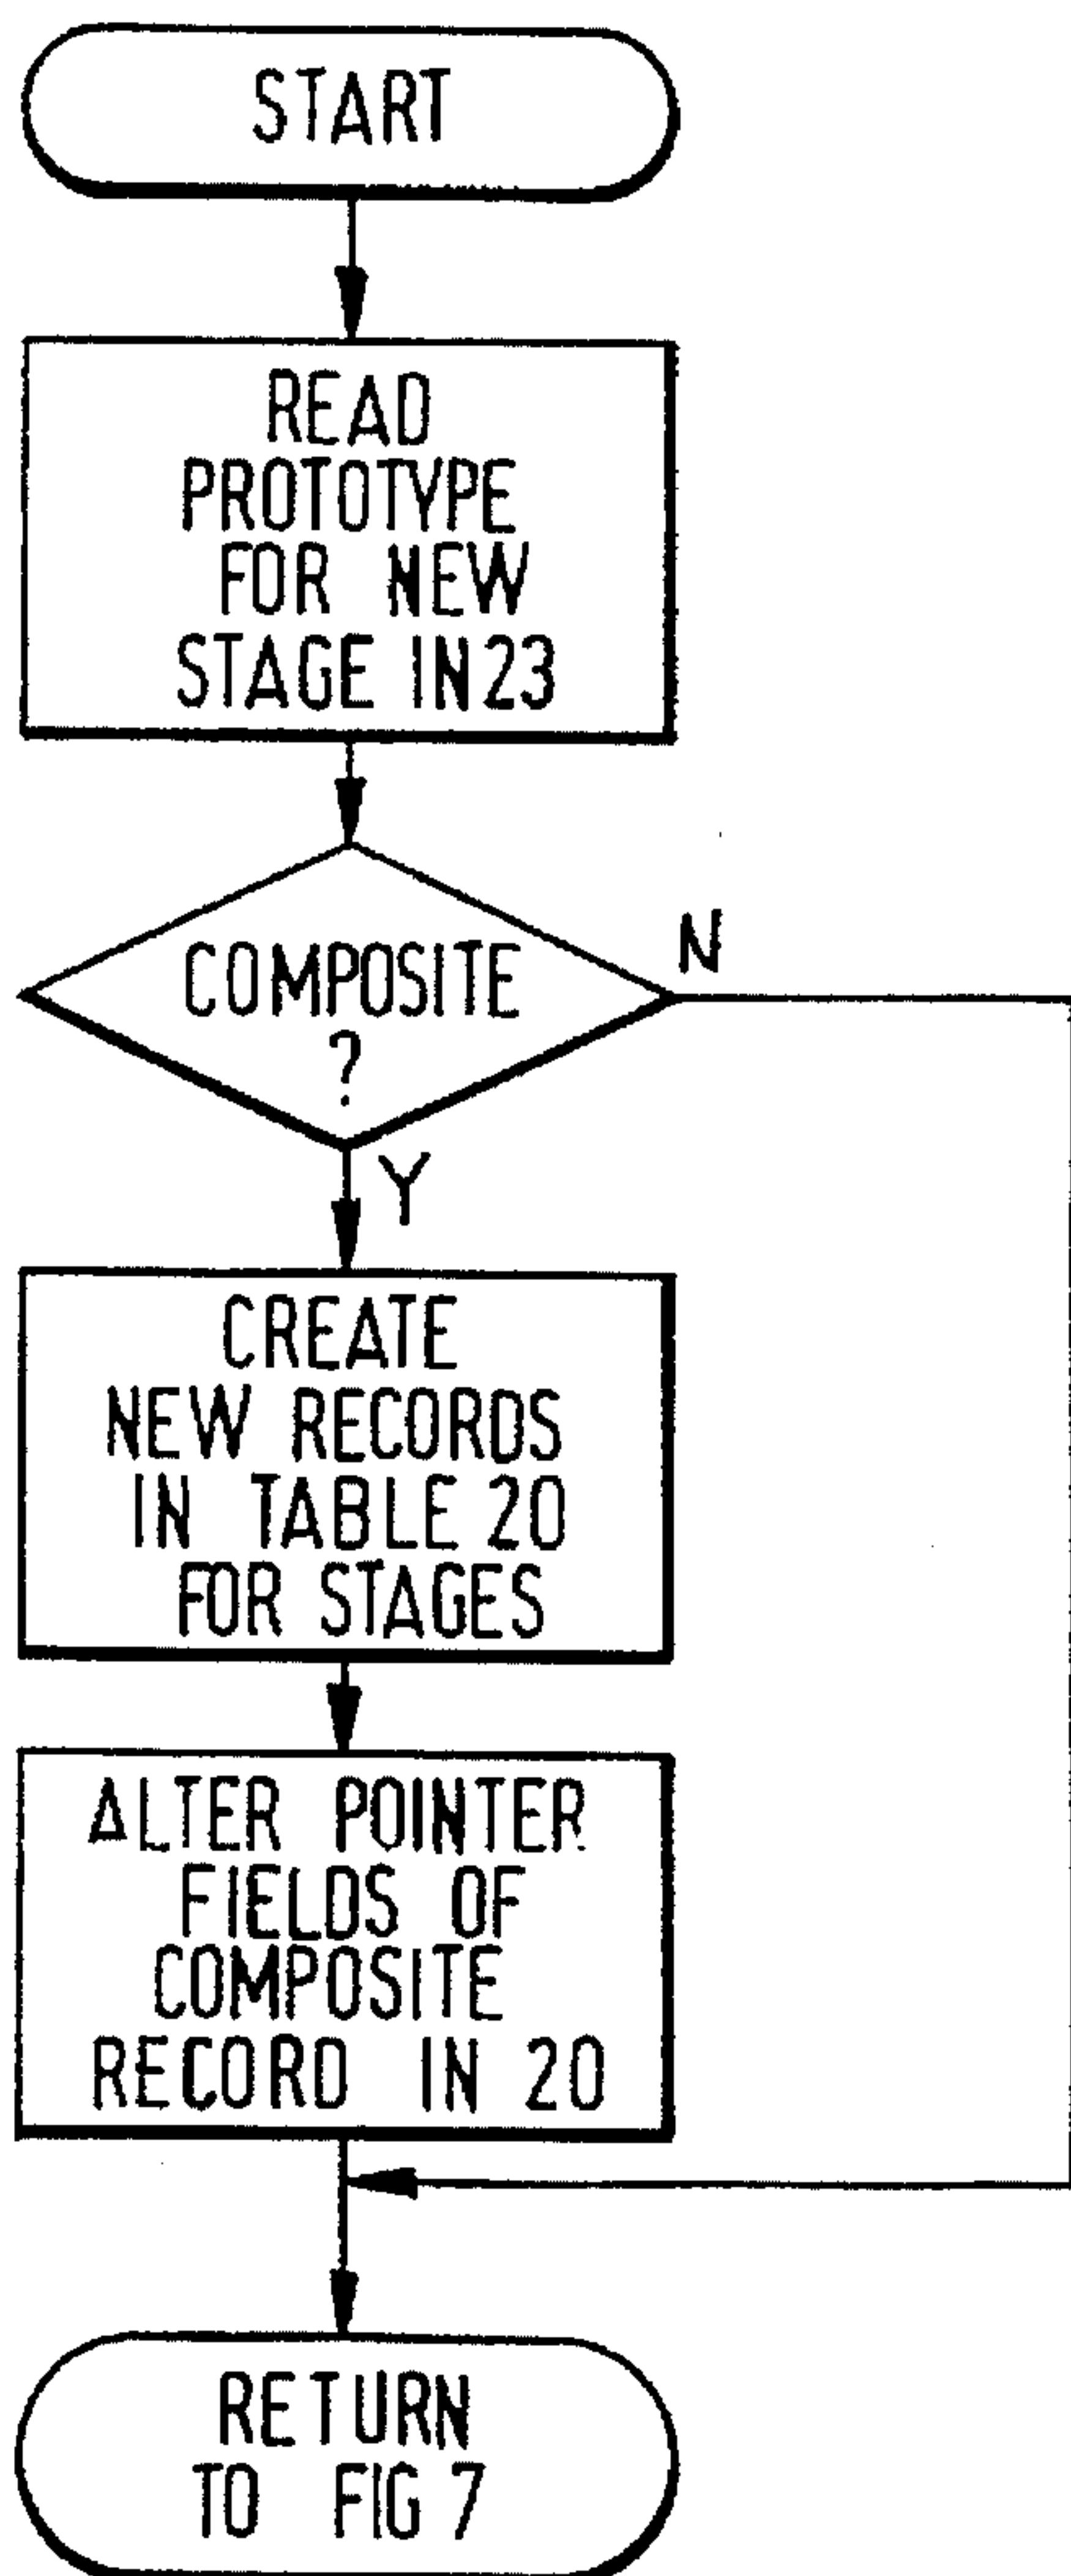 START
READ
PROTOTYPE
FOR NEW
STAGE IN 23
COMPOSITE
?
N
Y
CREATE
NEW RECORDS
IN TABLE 20
FOR STAGES
ALTER POINTER
FIELDS OF
COMPOSITE
RECORD IN 20
RETURN
TO FIG 7